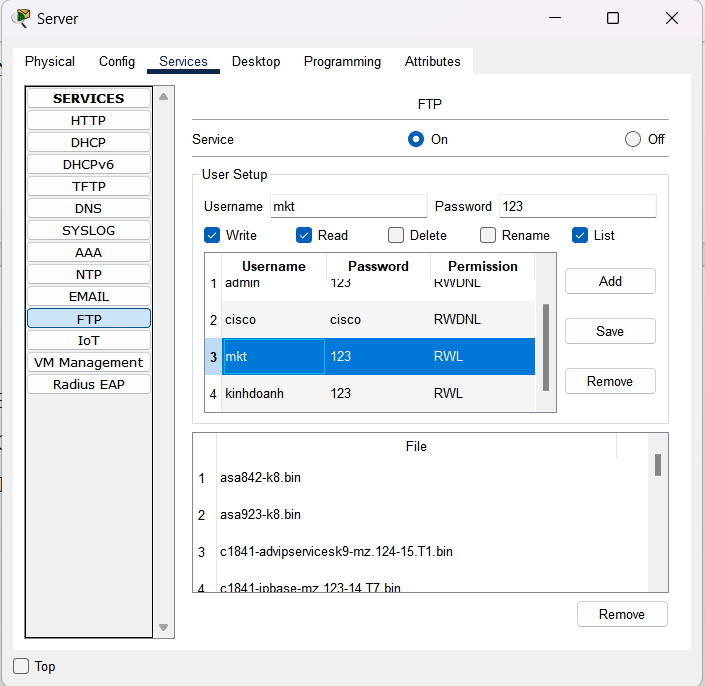 Server
Physical Config Services Desktop Programming Attributes
SERVICES
HTTP
DHCP
DHCPv6
TFTP
DNS
SYSLOG
AAA
NTP
EMAIL
FTP
IoT
VM Management
Radius EAP
FTP
Service On Off
User Setup
Username mkt Password 123
Write Read Delete Rename List
Username Password Permission
1 admin 123 RWDNL
2 cisco cisco RWDNL
3 mkt 123 RWL
4 kinhdoanh 123 RWL
Add
Save
Remove
File
1 asa842-k8.bin
2 asa923-k8.bin
3 c1841-advipservicesk9-mz.124-15.T1.bin
4 c1841-ipbase-mz.123-14.T7.bin
Remove
Top